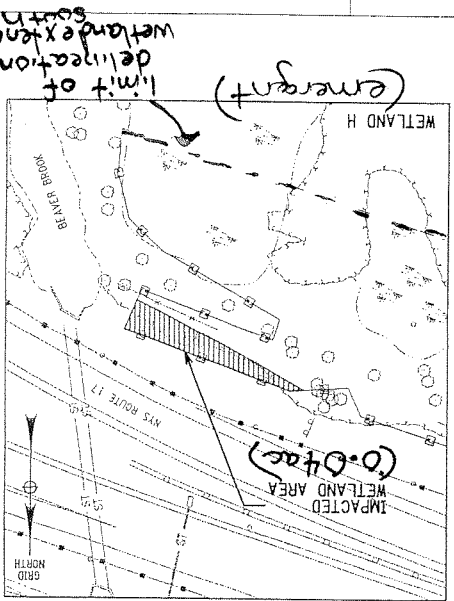 GRID
NORTH
IMPACTED
WETLAND AREA
(0.04ac)
NYS ROUTE 17
BEAVER BROOK
WETLAND H
(emergent)
limit of
delineation
wetland extends
south